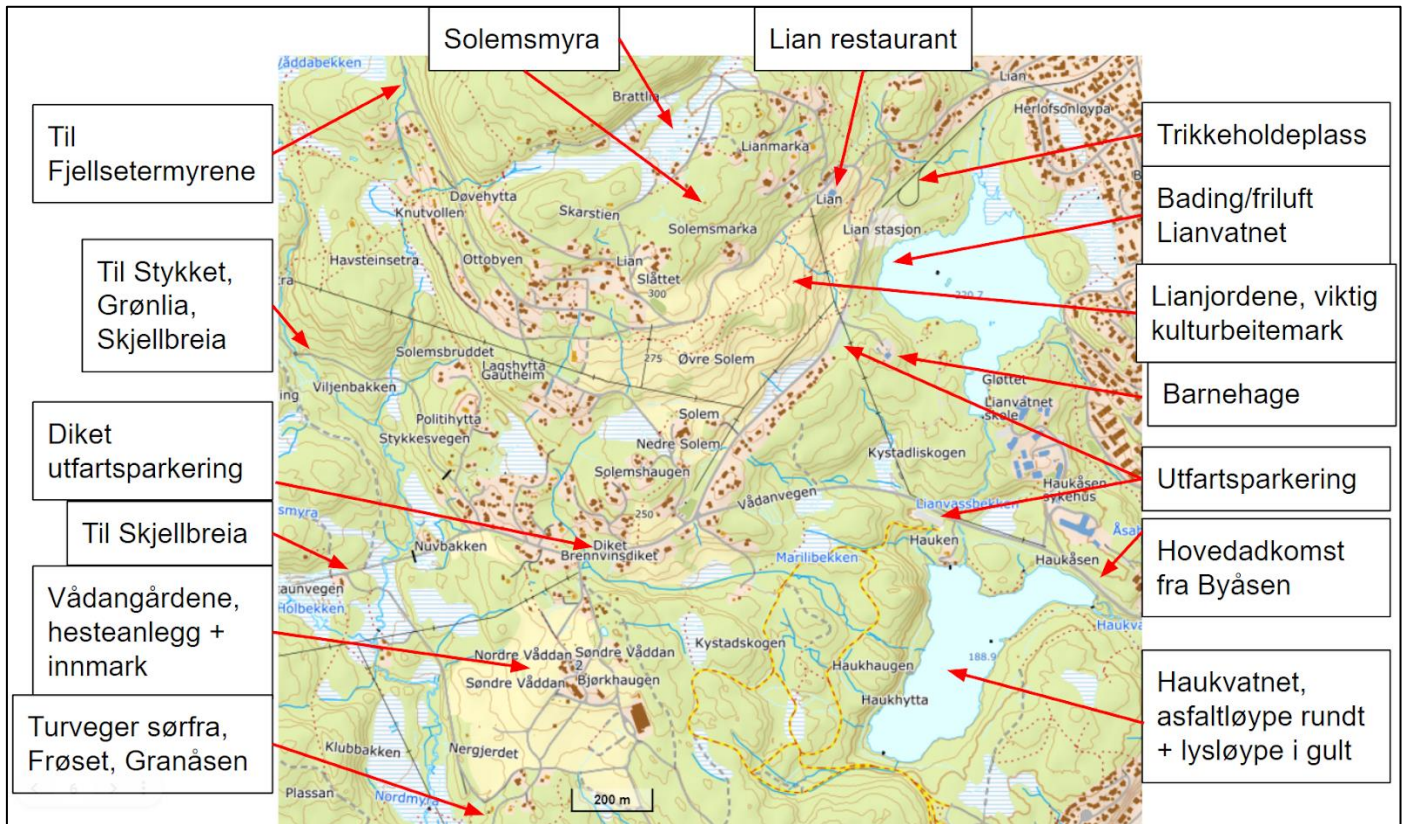 Solemsmyra
Lian restaurant
Til
Fjellsetermyrene
Til Stykket,
Grønlia,
Skjellbreia
Diket
utfartsparkering
Til Skjellbreia
Vådangårdene,
hesteanlegg +
innmark
Turveger sørfra,
Frøset, Granåsen
Trikkeholdeplass
Bading/friluft
Lianvatnet
Lianjordene, viktig
kulturbeitemark
Barnehage
Utfartsparkering
Hovedadkomst
fra Byåsen
Haukvatnet,
asfaltløype rundt
+ lysløype i gult
Våddabekken
Brattlia
Lian
Herlofsonløypa
Lianmarka
Døvehytta
Knutvollen
Skarstien
Lian
Solemsmarka
Lian stasjon
Havsteinsetra
Ottobyen
Lian
Slåttet
300
220.7
Solemsbruddet
275
Øvre Solem
Lagshytta
Gautheim
Viljenbakken
Gløttet
Lianvatnet
skole
Politihytta
Stykkesvegen
Solem
Nedre Solem
Kystadliskogen
Solemshaugen
Haukåsen
sykehus
Vådanvegen
Lianvassbekken
250
Nuvbakken
Diket
Brennvinsdiket
Hauken
Marilibekken
Haukåsen
Holbekken
Nordre Våddan
Søndre Våddan
2
Kystadskogen
188.9
Søndre Våddan
Bjørkhaugen
Haukhaugen
Haukhytta
Klubbakken
Nergjerdet
Plassan
Nordmyra
200 m
6